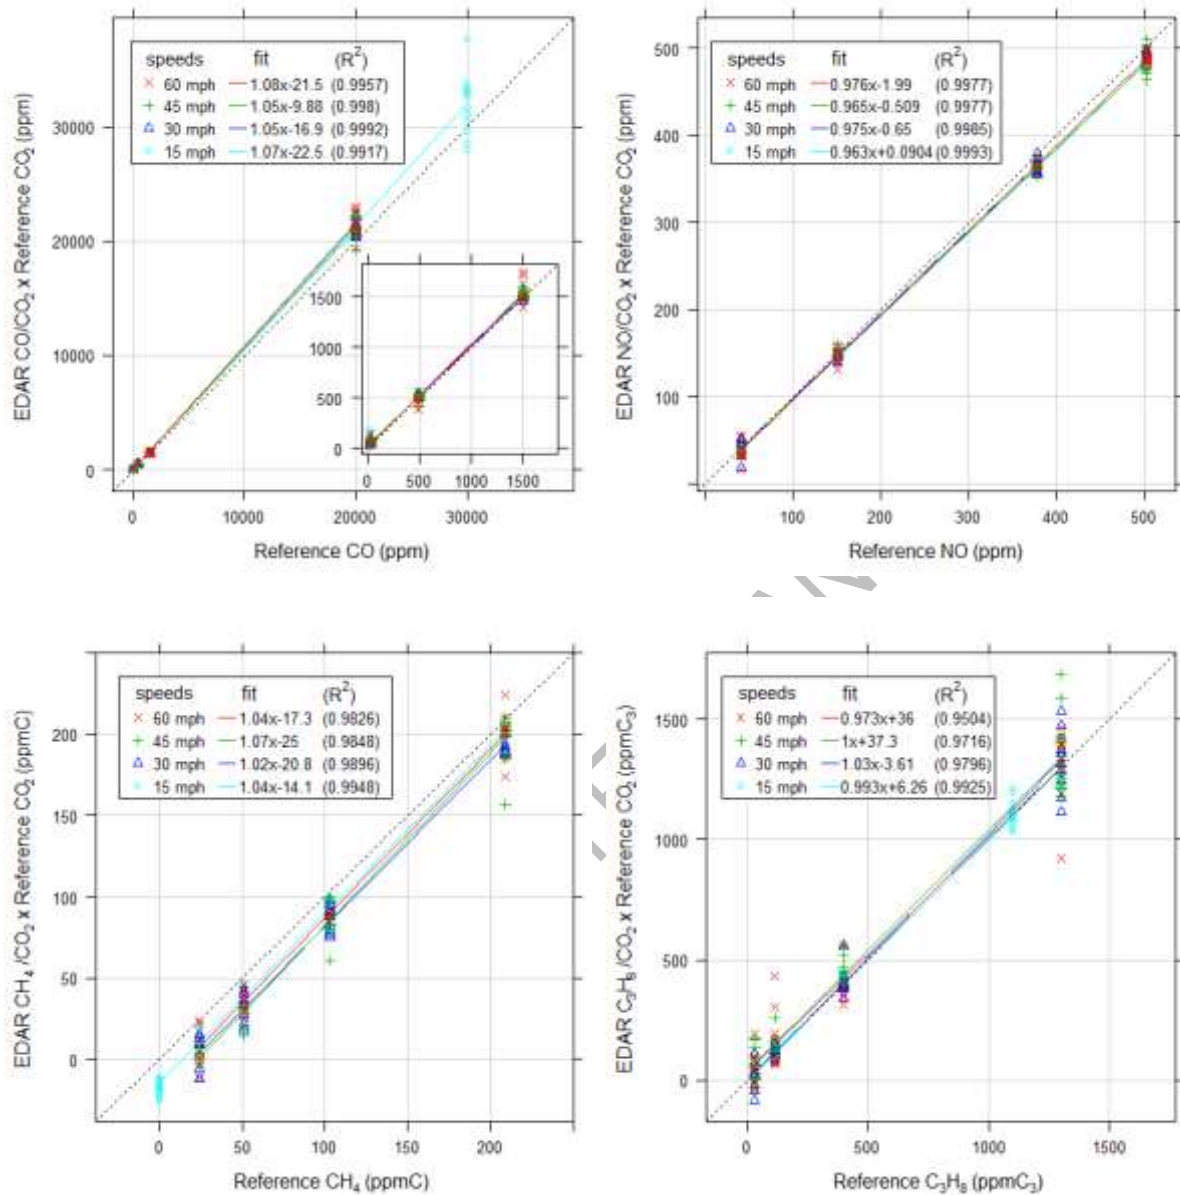 speeds fit (R²)
60 mph 1.08x-21.5 (0.9957)
45 mph 1.05x-9.88 (0.998)
30 mph 1.05x-16.9 (0.9992)
15 mph 1.07x-22.5 (0.9917)
EDAR CO/CO₂ x Reference CO₂ (ppm)
30000
20000
10000
0
1500
1000
500
0
0 500 1000 1500
0 10000 20000 30000
Reference CO (ppm)
speeds fit (R²)
60 mph 0.976x-1.99 (0.9977)
45 mph 0.965x-0.509 (0.9977)
30 mph 0.975x-0.65 (0.9985)
15 mph 0.963x+0.0904 (0.9993)
EDAR NO/CO₂ x Reference CO₂ (ppm)
500
400
300
200
100
100 200 300 400 500
Reference NO (ppm)
speeds fit (R²)
60 mph 1.04x-17.3 (0.9826)
45 mph 1.07x-25 (0.9848)
30 mph 1.02x-20.8 (0.9896)
15 mph 1.04x-14.1 (0.9948)
EDAR CH₄ /CO₂ x Reference CO₂ (ppmC)
200
150
100
50
0
0 50 100 150 200
Reference CH₄ (ppmC)
speeds fit (R²)
60 mph 0.973x+36 (0.9504)
45 mph 1x+37.3 (0.9716)
30 mph 1.03x-3.61 (0.9796)
15 mph 0.993x+6.26 (0.9925)
EDAR C₃H₈ /CO₂ x Reference CO₂ (ppmC₃)
1500
1000
500
0
0 500 1000 1500
Reference C₃H₈ (ppmC₃)